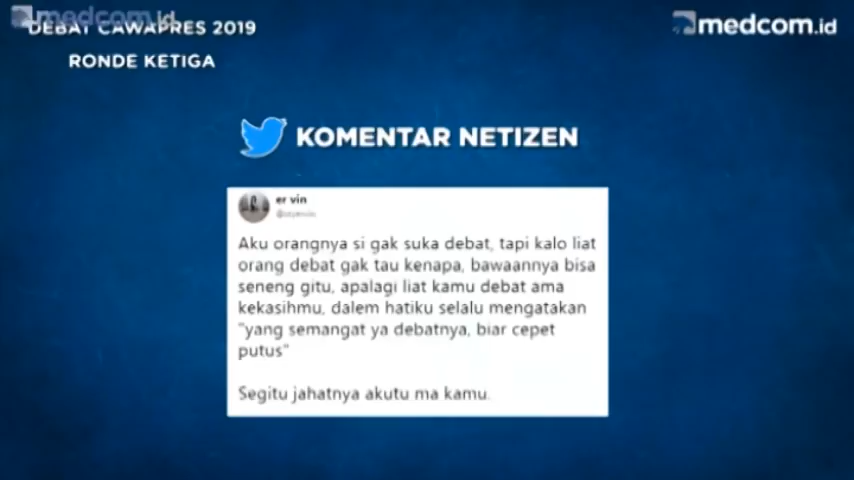 medcom.id
DEBAT CAWAPRES 2019
RONDE KETIGA
medcom.id
KOMENTAR NETIZEN
er vin
Aku orangnya si gak suka debat, tapi kalo liat
orang debat gak tau kenapa, bawaannya bisa
seneng gitu, apalagi liat kamu debat ama
kekasihmu, dalem hatiku selalu mengatakan
"yang semangat ya debatnya, biar cepet
putus"
Segitu jahatnya akutu ma kamu.